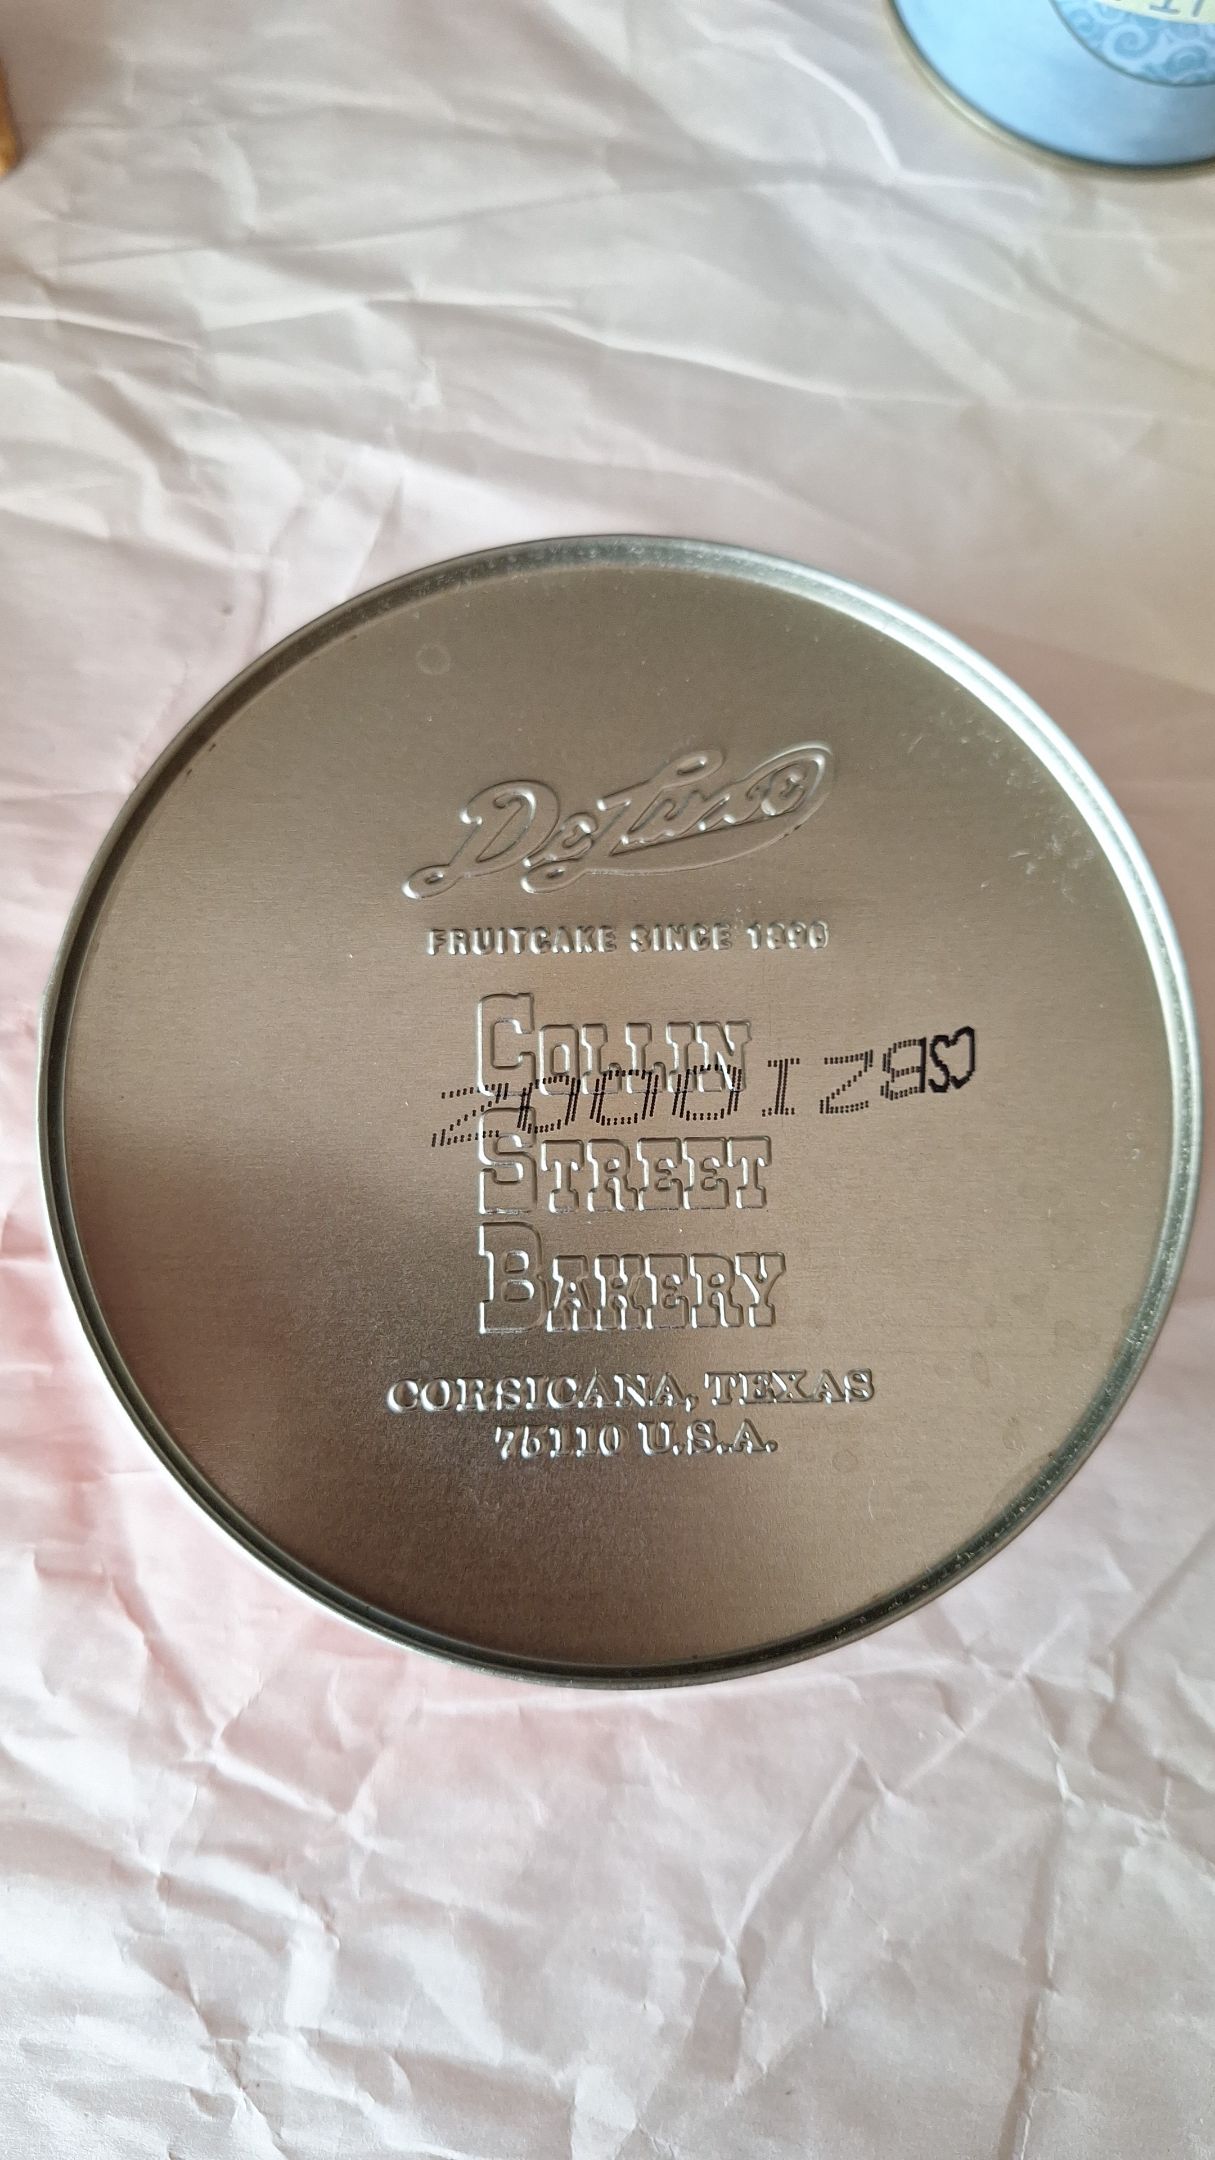 DeLuxe
FRUITCAKE SINCE 1896
COLLIN
STREET
BAKERY
CORSICANA, TEXAS
75110 U.S.A.